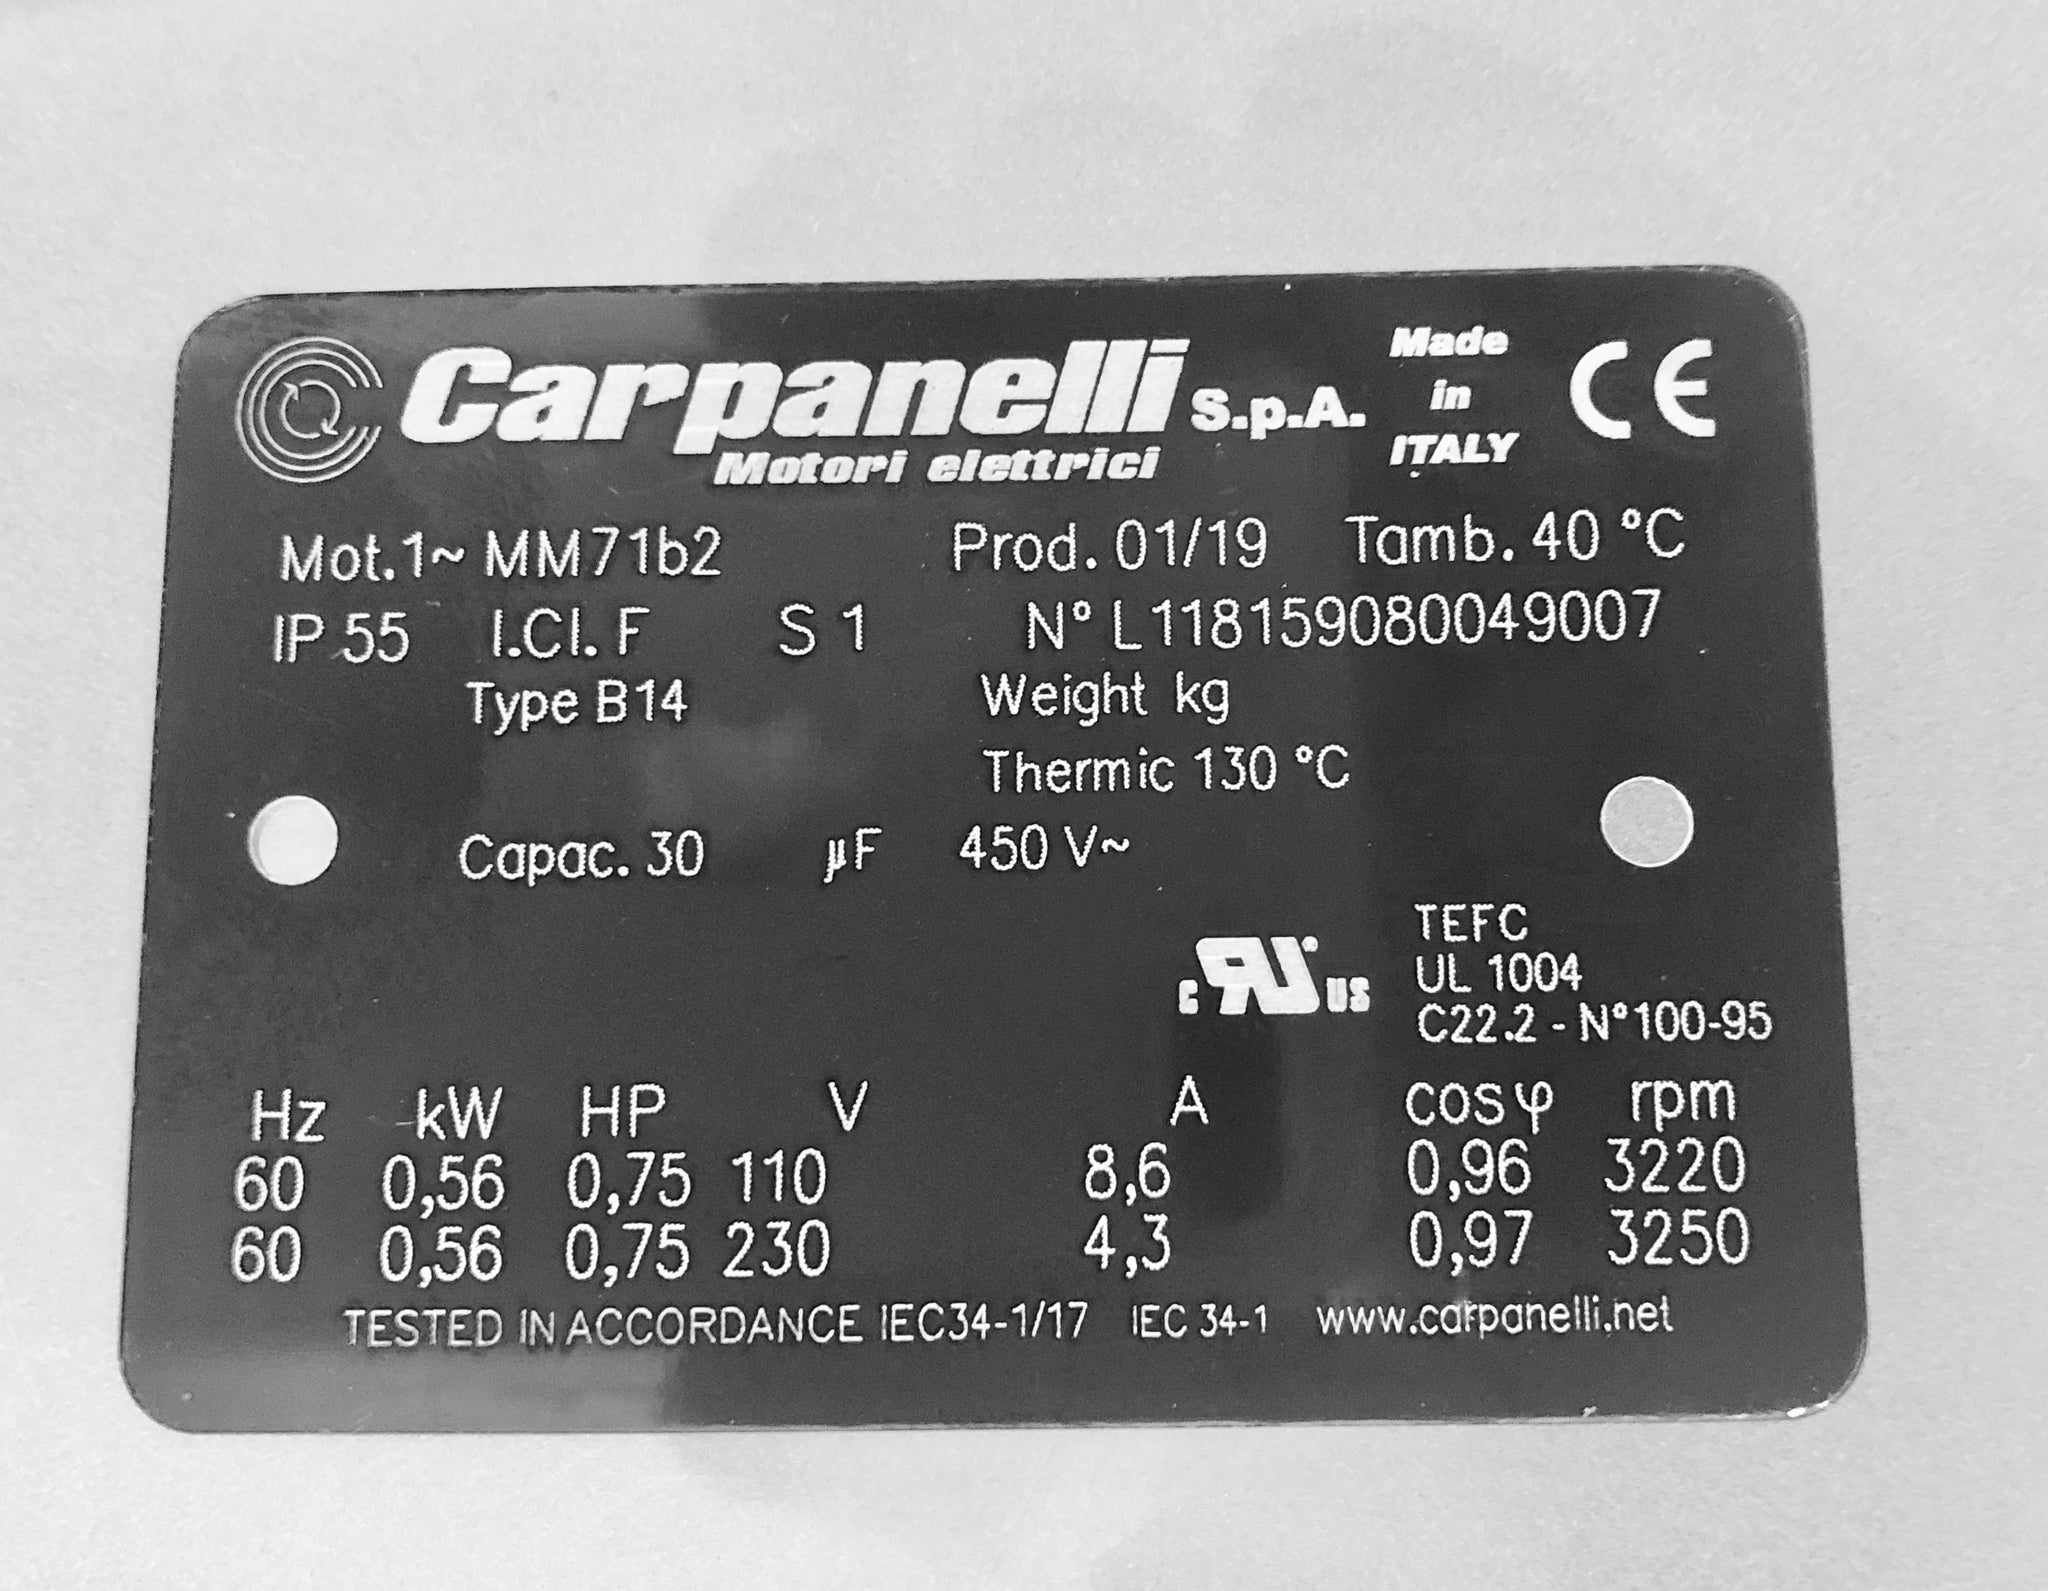 Carpanelli S.p.A.
Motori elettrici
Made
in
ITALY
CE
Mot.1~ MM71b2 Prod. 01/19 Tamb. 40 °C
IP 55 I.Cl. F S 1 N° L118159080049007
Type B14 Weight kg
Thermic 130 °C
Capac. 30 µF 450 V~
c RU US
TEFC
UL 1004
C22.2 - N°100-95
Hz kW HP V A cosφ rpm
60 0,56 0,75 110 8,6 0,96 3220
60 0,56 0,75 230 4,3 0,97 3250
TESTED IN ACCORDANCE IEC34-1/17 IEC 34-1 www.carpanelli.net